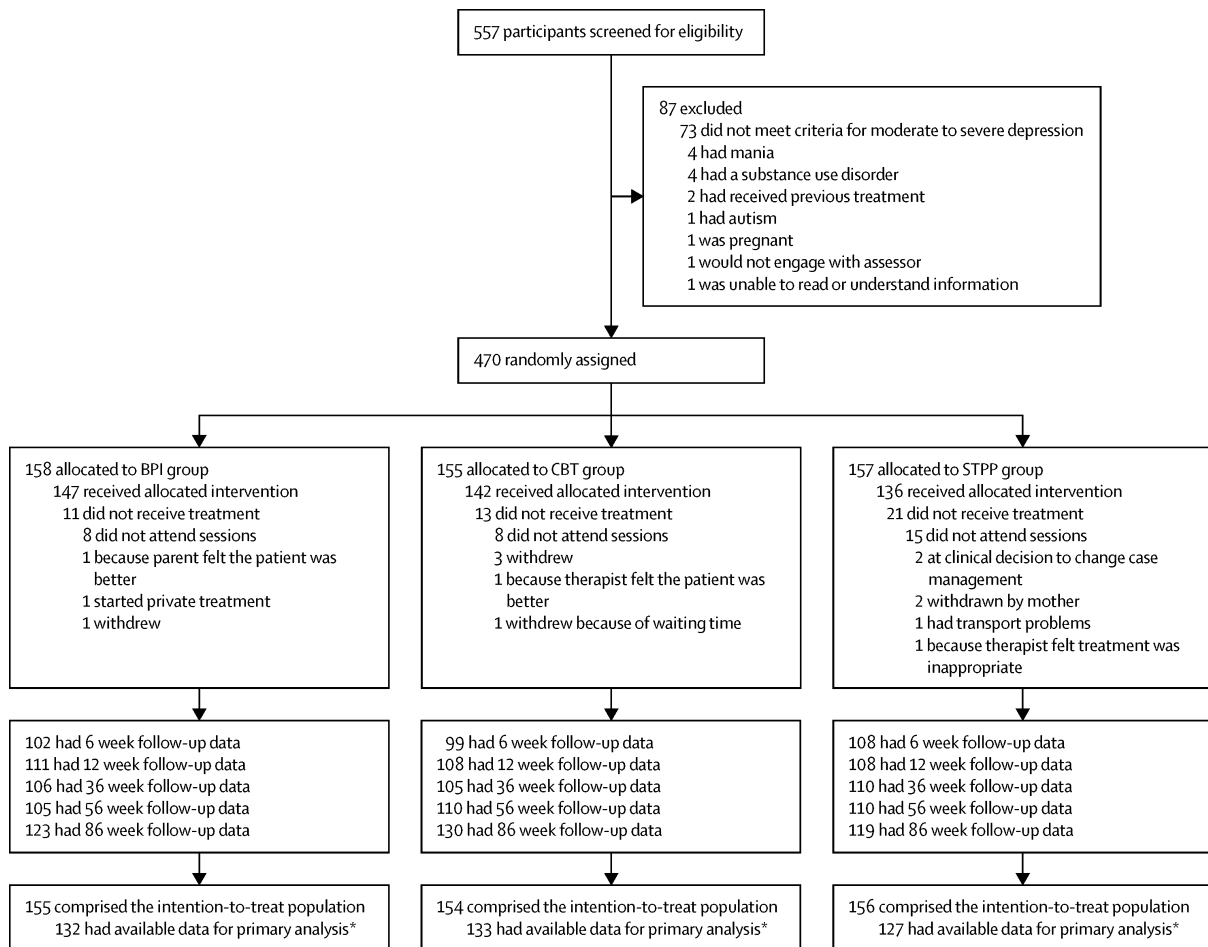 557 participants screened for eligibility
87 excluded
73 did not meet criteria for moderate to severe depression
4 had mania
4 had a substance use disorder
2 had received previous treatment
1 had autism
1 was pregnant
1 would not engage with assessor
1 was unable to read or understand information
470 randomly assigned
158 allocated to BPI group
147 received allocated intervention
11 did not receive treatment
8 did not attend sessions
1 because parent felt the patient was
better
1 started private treatment
1 withdrew
155 allocated to CBT group
142 received allocated intervention
13 did not receive treatment
8 did not attend sessions
3 withdrew
1 because therapist felt the patient was
better
1 withdrew because of waiting time
157 allocated to STPP group
136 received allocated intervention
21 did not receive treatment
15 did not attend sessions
2 at clinical decision to change case
management
2 withdrawn by mother
1 had transport problems
1 because therapist felt treatment was
inappropriate
102 had 6 week follow-up data
111 had 12 week follow-up data
106 had 36 week follow-up data
105 had 56 week follow-up data
123 had 86 week follow-up data
99 had 6 week follow-up data
108 had 12 week follow-up data
105 had 36 week follow-up data
110 had 56 week follow-up data
130 had 86 week follow-up data
108 had 6 week follow-up data
108 had 12 week follow-up data
110 had 36 week follow-up data
110 had 56 week follow-up data
119 had 86 week follow-up data
155 comprised the intention-to-treat population
132 had available data for primary analysis*
154 comprised the intention-to-treat population
133 had available data for primary analysis*
156 comprised the intention-to-treat population
127 had available data for primary analysis*